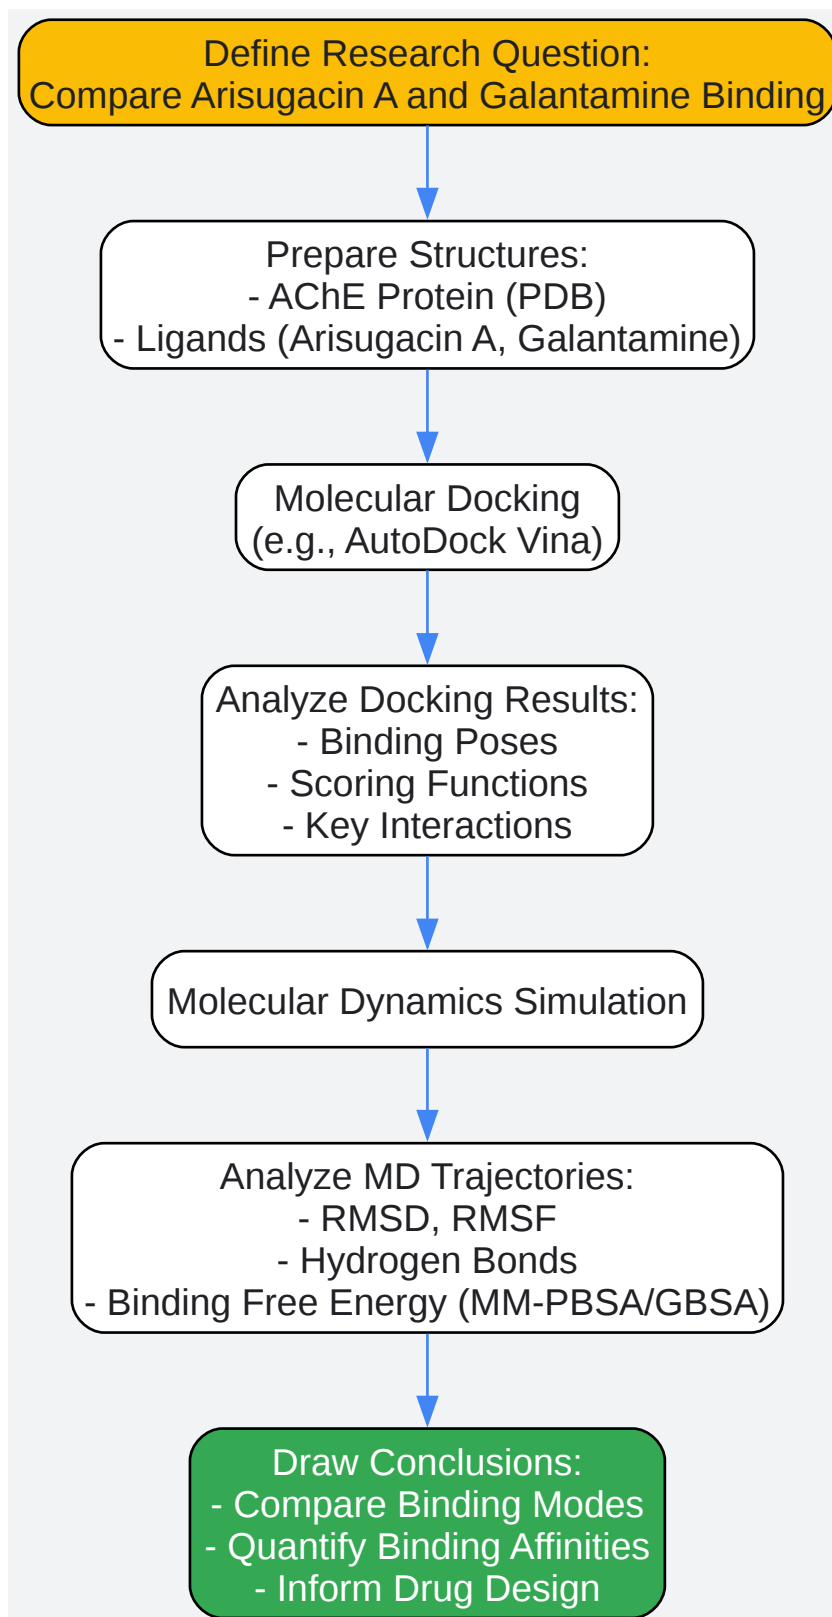 Define Research Question:
Compare Arisugacin A and Galantamine Binding
Prepare Structures:
- AChE Protein (PDB)
- Ligands (Arisugacin A, Galantamine)
Molecular Docking
(e.g., AutoDock Vina)
Analyze Docking Results:
- Binding Poses
- Scoring Functions
- Key Interactions
Molecular Dynamics Simulation
Analyze MD Trajectories:
- RMSD, RMSF
- Hydrogen Bonds
- Binding Free Energy (MM-PBSA/GBSA)
Draw Conclusions:
- Compare Binding Modes
- Quantify Binding Affinities
- Inform Drug Design